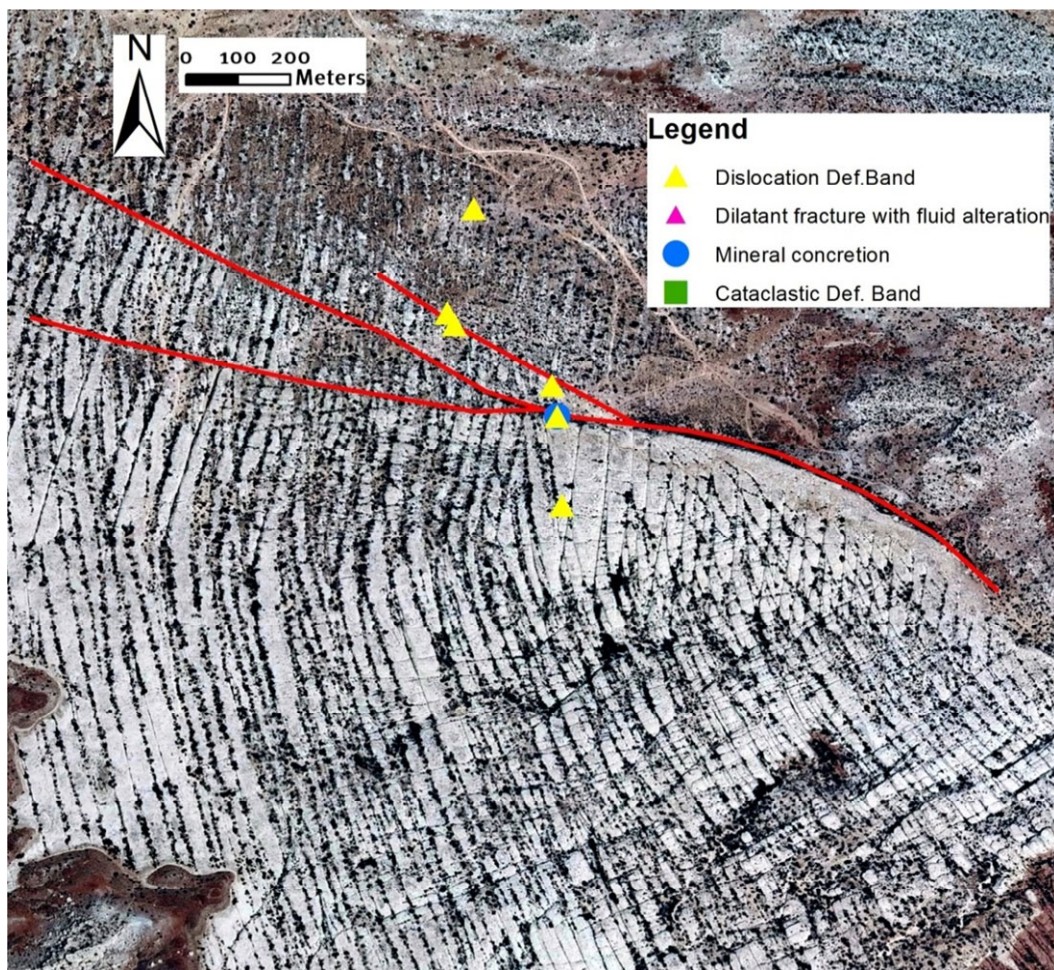 N
0 100 200
Meters
Legend
Dislocation Def.Band
Dilatant fracture with fluid alteration
Mineral concretion
Cataclastic Def. Band